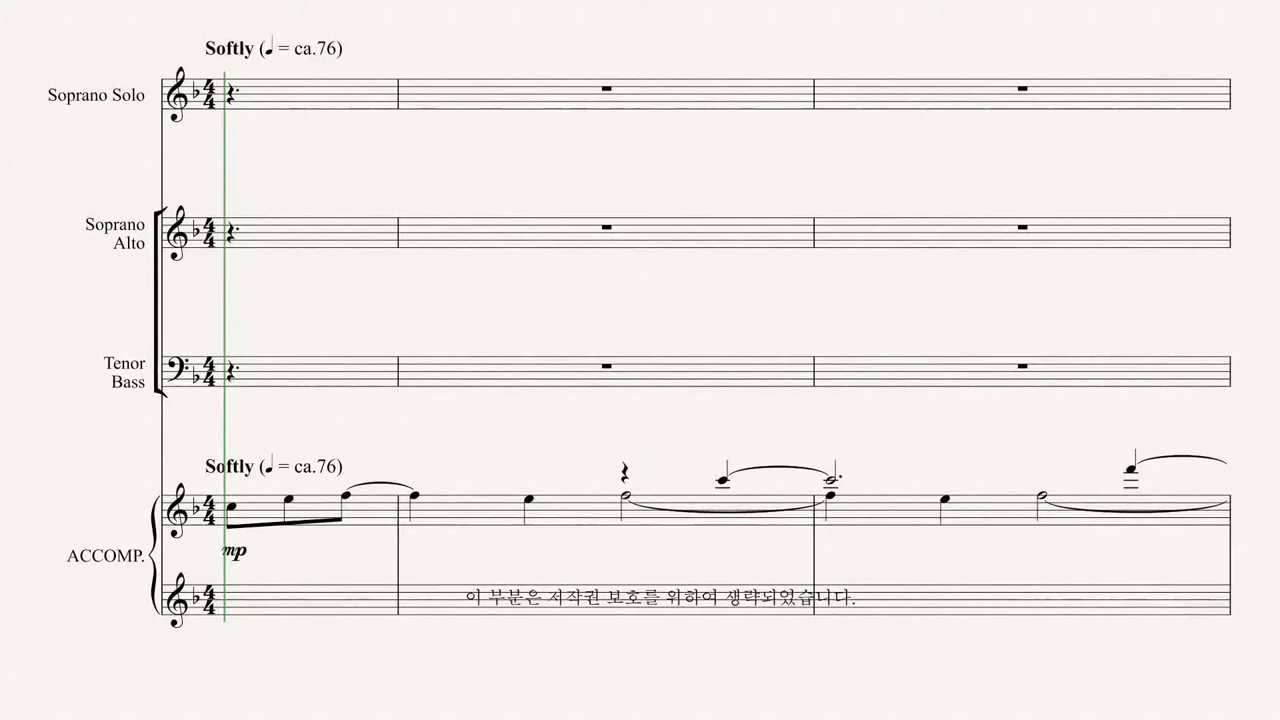 Softly (♩ = ca.76)
Soprano Solo
Soprano
Alto
Tenor
Bass
Softly (♩ = ca.76)
mp
ACCOMP.
이 부분은 저작권 보호를 위하여 생략되었습니다.